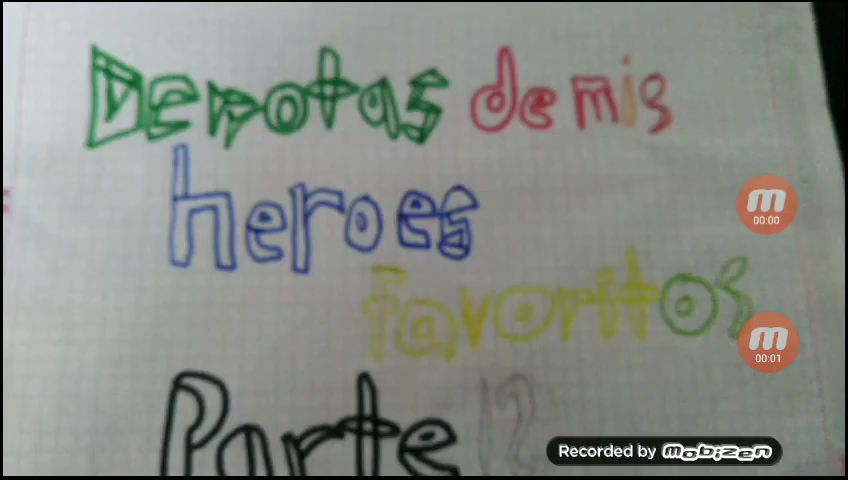 Derotas de mis
heroes
00:00
favoritos
00:01
Parte 12
Recorded by mobizen